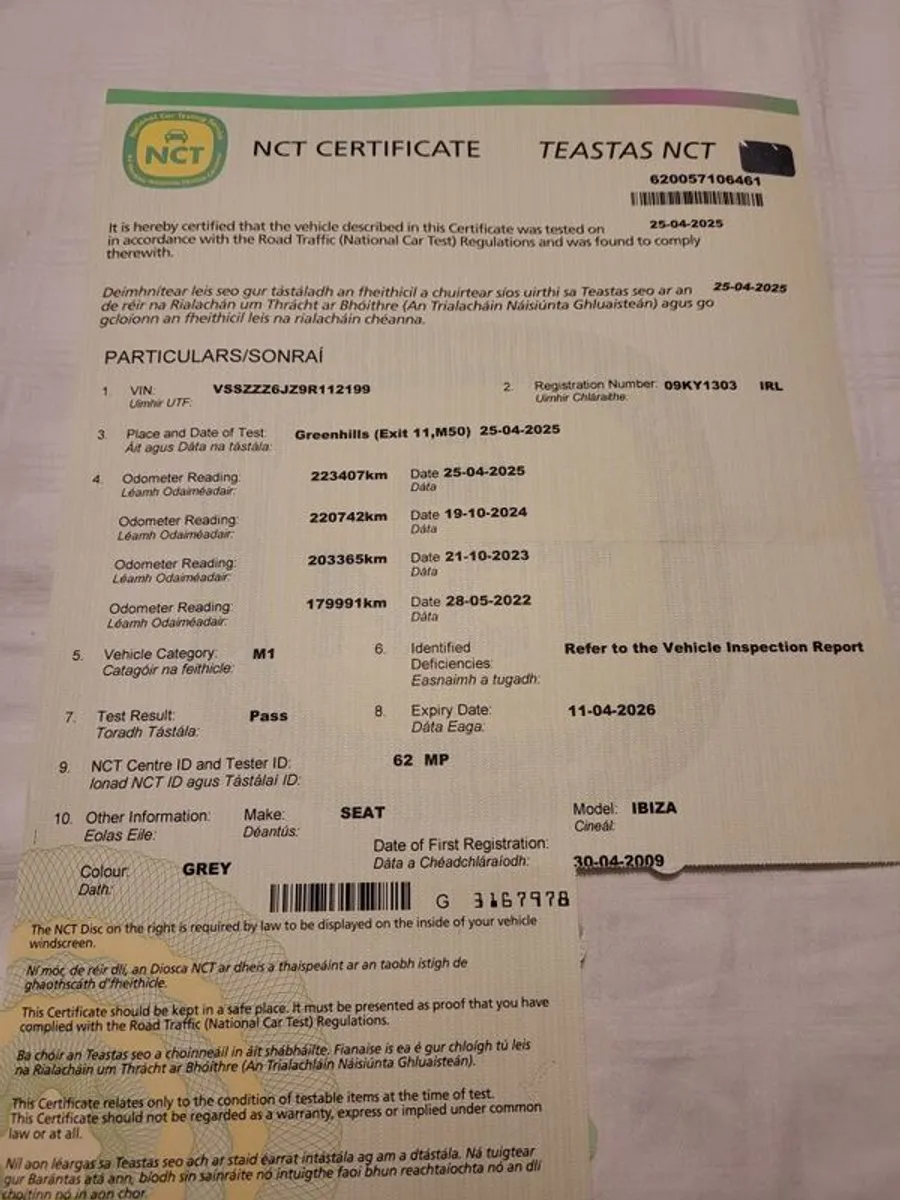 NCT CERTIFICATE TEASTAS NCT
National Car Testing Service
NCT
620057106461
It is hereby certified that the vehicle described in this Certificate was tested on 25-04-2025
in accordance with the Road Traffic (National Car Test) Regulations and was found to comply
therewith.
Deimhnítear leis seo gur tástáladh an fheithicil a chuirtear síos uirthi sa Teastas seo ar an 25-04-2025
de réir na Rialachán um Thrácht ar Bhóithre (An Trialacháin Náisiúnta Ghluaisteán) agus go
gcloíonn an fheithicil leis na rialacháin chéanna.
PARTICULARS/SONRAÍ
1. VIN: VSSZZZ6JZ9R112199 2. Registration Number: 09KY1303 IRL
Uimhir UTF: Uimhir Chláraithe:
3. Place and Date of Test: Greenhills (Exit 11,M50) 25-04-2025
Áit agus Dáta na tástála:
4. Odometer Reading: 223407km Date 25-04-2025
Léamh Odaiméadair: Dáta
Odometer Reading: 220742km Date 19-10-2024
Léamh Odaiméadair: Dáta
Odometer Reading: 203365km Date 21-10-2023
Léamh Odaiméadair: Dáta
Odometer Reading: 179991km Date 28-05-2022
Léamh Odaiméadair: Dáta
5. Vehicle Category: M1 6. Identified Refer to the Vehicle Inspection Report
Catagóir na feithicle: Deficiencies:
Easnaimh a tugadh:
7. Test Result: Pass 8. Expiry Date: 11-04-2026
Toradh Tástála: Dáta Eaga:
9. NCT Centre ID and Tester ID: 62 MP
Ionad NCT ID agus Tástálaí ID:
10. Other Information: Make: SEAT Model: IBIZA
Eolas Eile: Déantús: Cineál:
Date of First Registration: 30-04-2009
Dáta a Chéadchláraíodh:
Colour: GREY
Dath:
G 3167978
The NCT Disc on the right is required by law to be displayed on the inside of your vehicle
windscreen.
Ní mór, de réir dlí, an Diosca NCT ar dheis a thaispeáint ar an taobh istigh de
ghaothscáth d'fheithicle.
This Certificate should be kept in a safe place. It must be presented as proof that you have
complied with the Road Traffic (National Car Test) Regulations.
Ba chóir an Teastas seo a choinneáil in áit shábháilte. Fianaise is ea é gur chloígh tú leis
na Rialacháin um Thrácht ar Bhóithre (An Trialachláin Náisiúnta Ghluaisteán).
This Certificate relates only to the condition of testable items at the time of test.
This Certificate should not be regarded as a warranty, express or implied under common
law or at all.
Níl aon léargas sa Teastas seo ach ar staid éarraí intástála ag am a dtástála. Ná tuigtear
gur Barántas atá ann, bíodh sin sainráite nó intuigthe faoi bhun reachtaíochta nó an dlí
choitinn nó in aon chor.